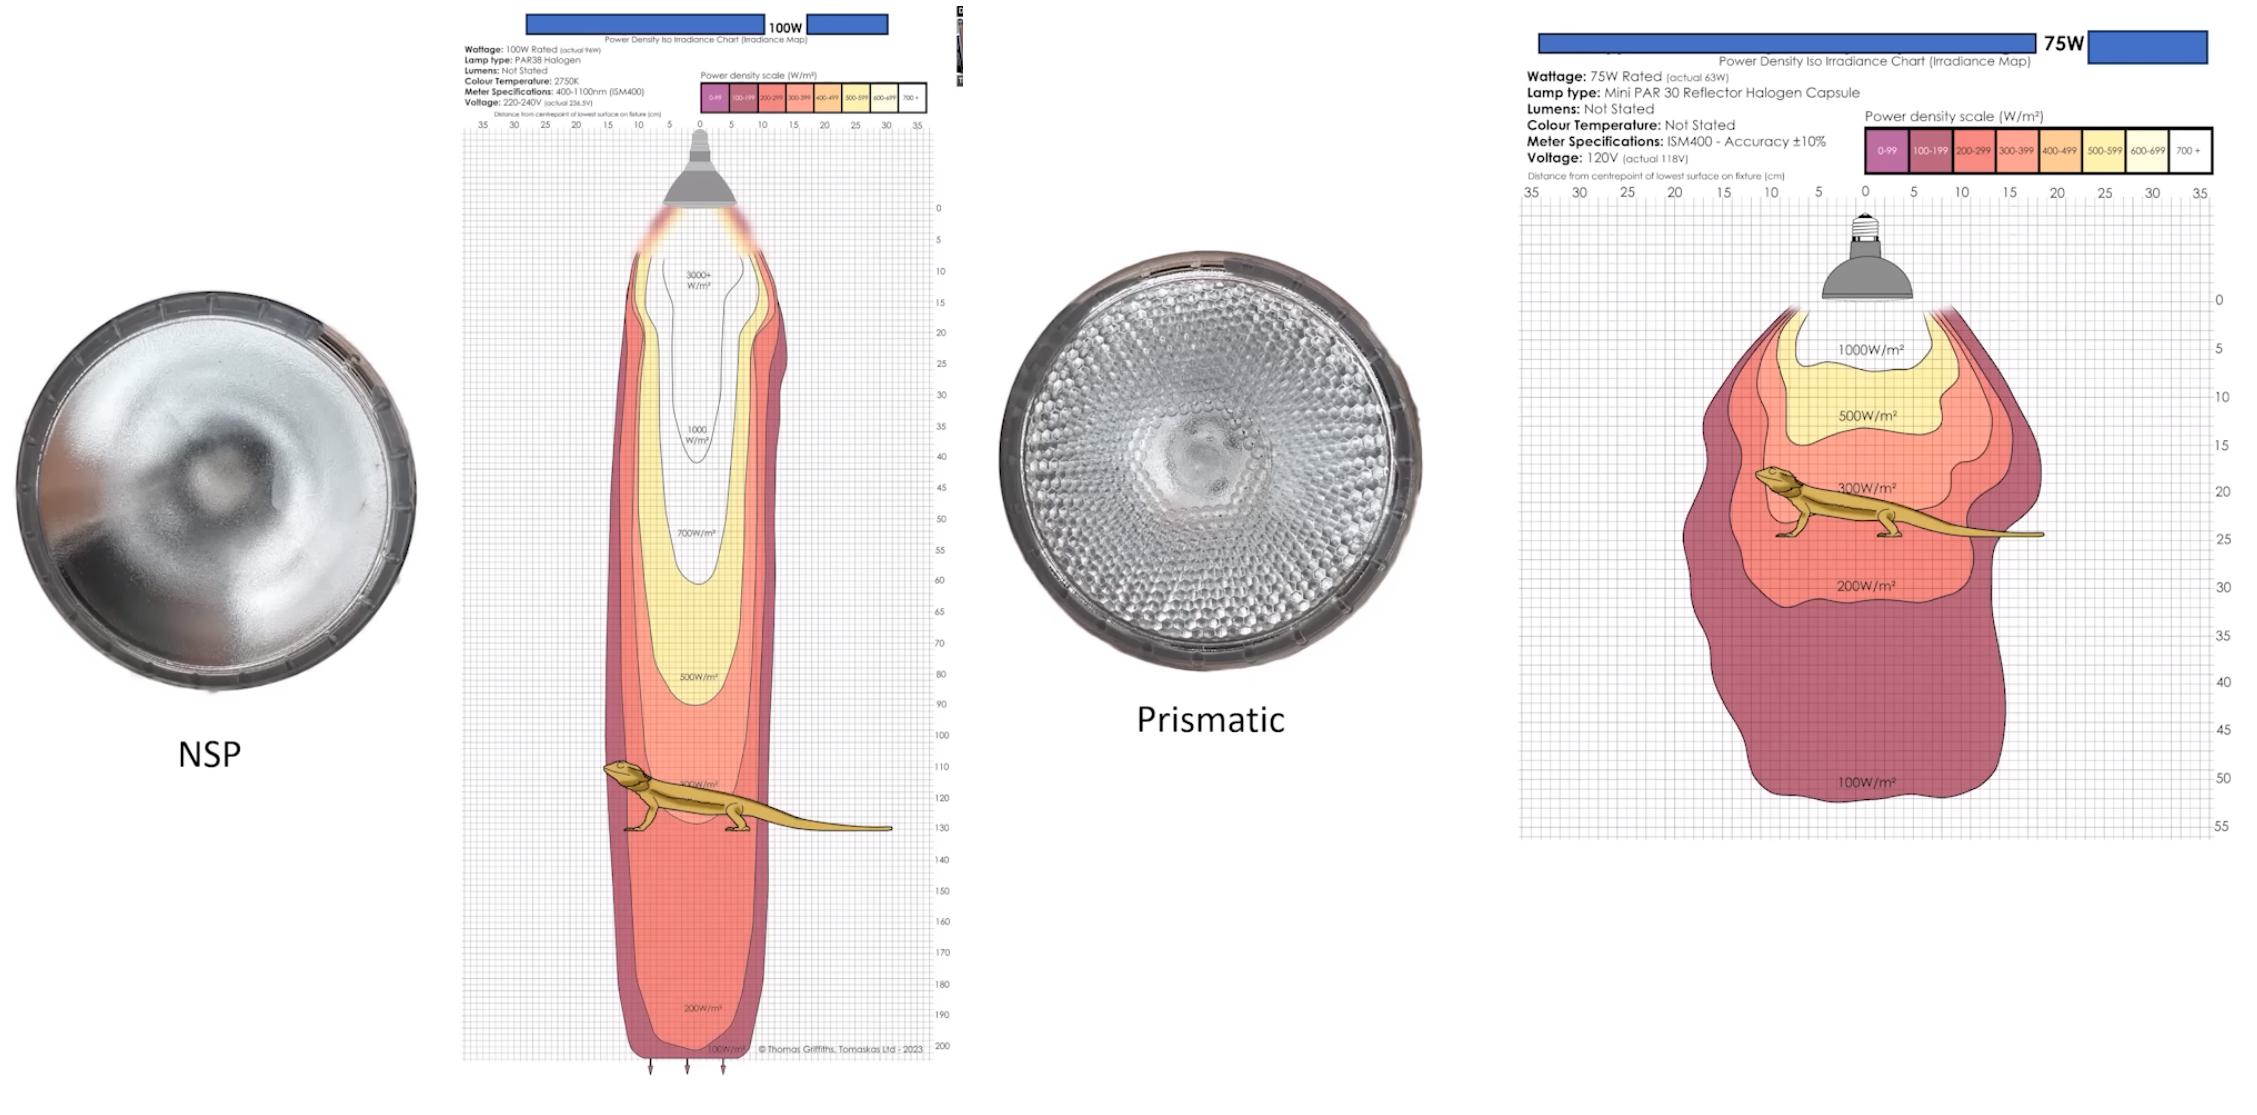 NSP
100W
Power Density Iso Irradiance Chart (Irradiance Map)
Wattage: 100W Rated (actual 96W)
Lamp type: PAR38 Halogen
Lumens: Not Stated
Colour Temperature: 2750K
Meter Specifications: 400-1100nm (ISM400)
Voltage: 220-240V (actual 236.5V)
Power density scale (W/m²)
0-99 100-199 200-299 300-399 400-499 500-599 600-699 700 +
Distance from centrepoint of lowest surface on fixture (cm)
35 30 25 20 15 10 5 0 5 10 15 20 25 30 35
0
5
10
15
20
25
30
35
40
45
50
55
60
65
70
80
90
100
110
120
130
140
150
160
170
180
190
200
3000+
W/m²
1000
W/m²
700W/m²
500W/m²
300W/m²
200W/m²
100W/m²
© Thomas Griffiths, Tomaskas Ltd - 2023
Prismatic
75W
Power Density Iso Irradiance Chart (Irradiance Map)
Wattage: 75W Rated (actual 63W)
Lamp type: Mini PAR 30 Reflector Halogen Capsule
Lumens: Not Stated
Colour Temperature: Not Stated
Meter Specifications: ISM400 - Accuracy ±10%
Voltage: 120V (actual 118V)
Power density scale (W/m²)
0-99 100-199 200-299 300-399 400-499 500-599 600-699 700 +
Distance from centrepoint of lowest surface on fixture (cm)
35 30 25 20 15 10 5 0 5 10 15 20 25 30 35
0
5
10
15
20
25
30
35
40
45
50
55
1000W/m²
500W/m²
300W/m²
200W/m²
100W/m²